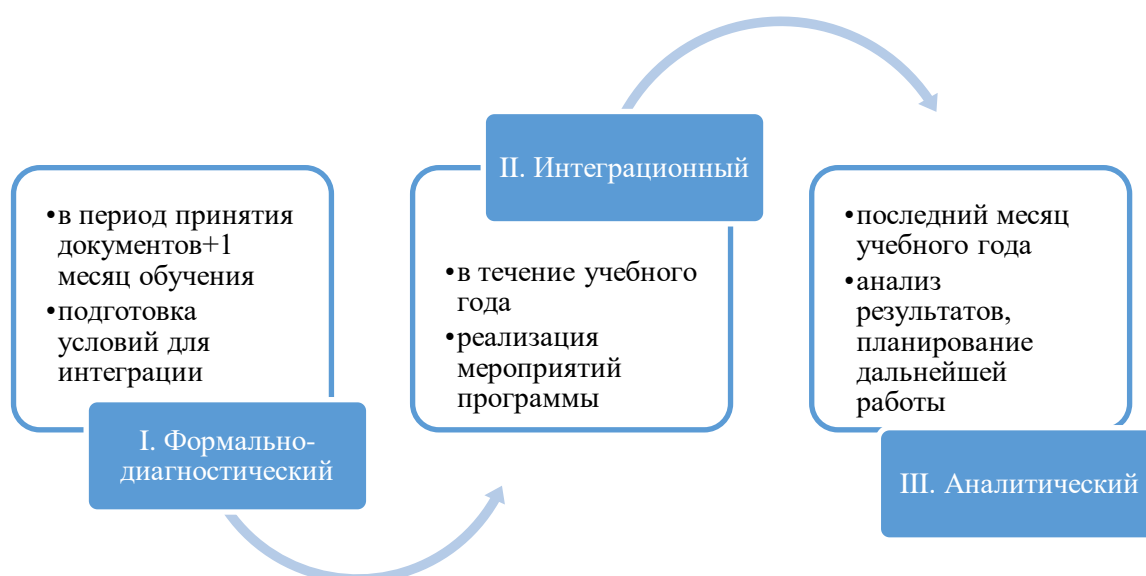 •в период принятия
документов+1
месяц обучения
•подготовка
условий для
интеграции
I. Формально-
диагностический
II. Интеграционный
•в течение учебного
года
•реализация
мероприятий
программы
•последний месяц
учебного года
•анализ
результатов,
планирование
дальнейшей
работы
III. Аналитический